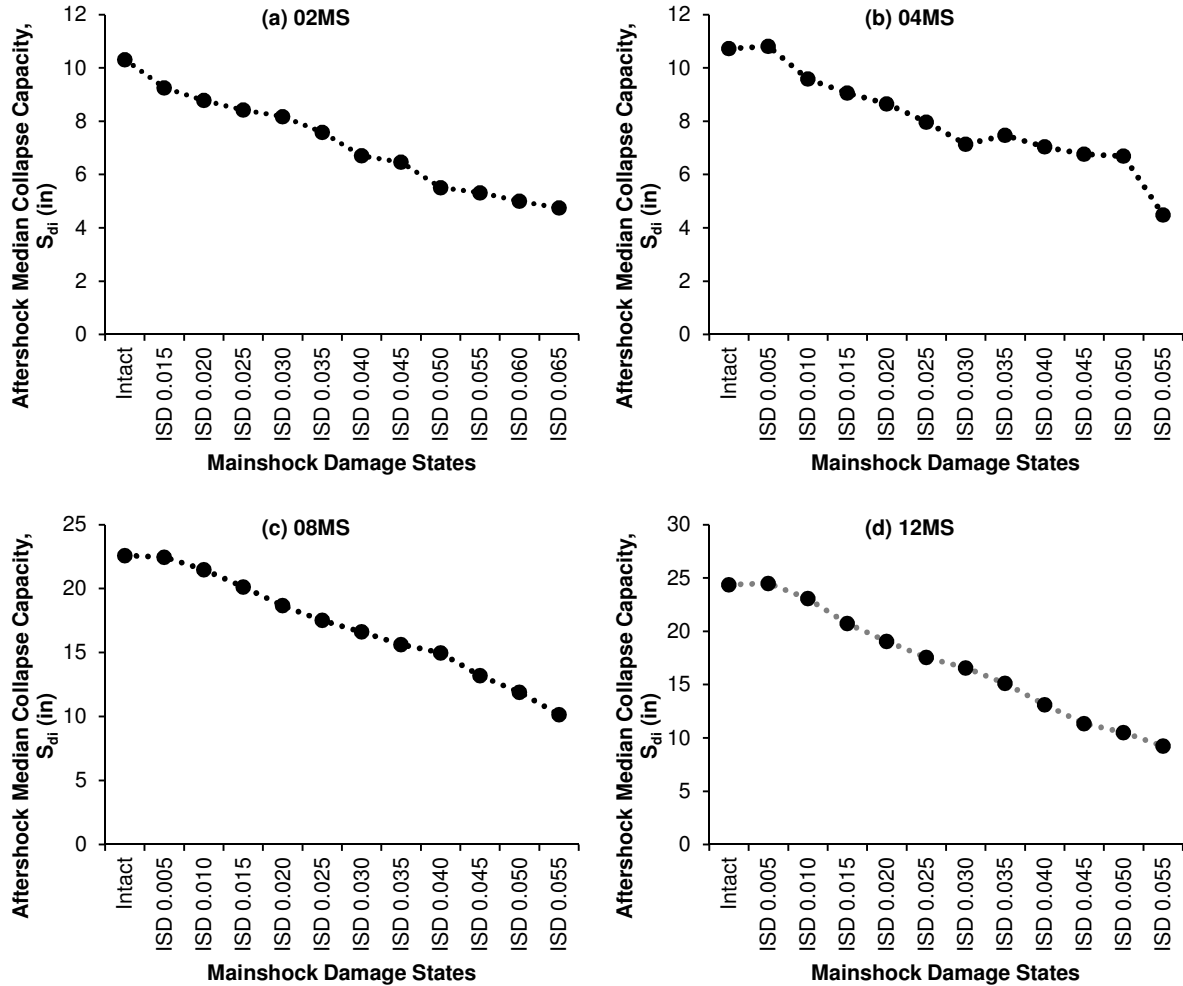 (a) 02MS
Aftershock Median Collapse Capacity,
S_di (in)
12
10
8
6
4
2
0
Intact
ISD 0.015
ISD 0.020
ISD 0.025
ISD 0.030
ISD 0.035
ISD 0.040
ISD 0.045
ISD 0.050
ISD 0.055
ISD 0.060
ISD 0.065
Mainshock Damage States
(b) 04MS
Aftershock Median Collapse Capacity,
S_di (in)
12
10
8
6
4
2
0
Intact
ISD 0.005
ISD 0.010
ISD 0.015
ISD 0.020
ISD 0.025
ISD 0.030
ISD 0.035
ISD 0.040
ISD 0.045
ISD 0.050
ISD 0.055
Mainshock Damage States
(c) 08MS
Aftershock Median Collapse Capacity,
S_di (in)
25
20
15
10
5
0
Intact
ISD 0.005
ISD 0.010
ISD 0.015
ISD 0.020
ISD 0.025
ISD 0.030
ISD 0.035
ISD 0.040
ISD 0.045
ISD 0.050
ISD 0.055
Mainshock Damage States
(d) 12MS
Aftershock Median Collapse Capacity,
S_di (in)
30
25
20
15
10
5
0
Intact
ISD 0.005
ISD 0.010
ISD 0.015
ISD 0.020
ISD 0.025
ISD 0.030
ISD 0.035
ISD 0.040
ISD 0.045
ISD 0.050
ISD 0.055
Mainshock Damage States